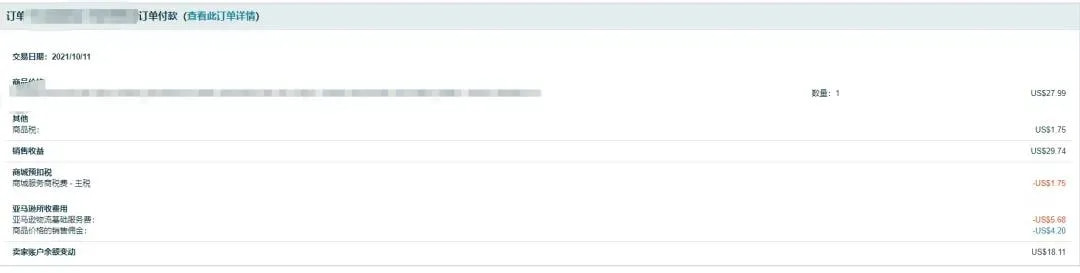 订单 订单付款 (查看此订单详情)
交易日期：2021/10/11
商品价格
数量：1 US$27.99
其他
商品税： US$1.75
销售收益 US$29.74
商城预扣税
商城服务商税费 - 主税 -US$1.75
亚马逊所收费用
亚马逊物流基础服务费： -US$5.68
商品价格的销售佣金： -US$4.20
卖家账户余额变动 US$18.11